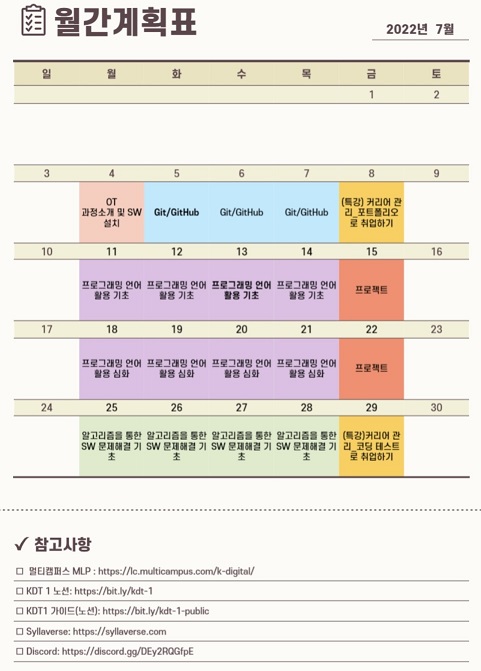 월간계획표
2022년 7월
일 월 화 수 목 금 토
1 2
3 4 5 6 7 8 9
OT
과정소개 및 SW
설치
Git/GitHub
Git/GitHub
Git/GitHub
(특강) 커리어 관
리_포트폴리오
로 취업하기
10 11 12 13 14 15 16
프로그래밍 언어
활용 기초
프로그래밍 언어
활용 기초
프로그래밍 언어
활용 기초
프로그래밍 언어
활용 기초
프로젝트
17 18 19 20 21 22 23
프로그래밍 언어
활용 심화
프로그래밍 언어
활용 심화
프로그래밍 언어
활용 심화
프로그래밍 언어
활용 심화
프로젝트
24 25 26 27 28 29 30
알고리즘을 통한
SW 문제해결 기
초
알고리즘을 통한
SW 문제해결 기
초
알고리즘을 통한
SW 문제해결 기
초
알고리즘을 통한
SW 문제해결 기
초
(특강)커리어 관
리_코딩 테스트
로 취업하기
참고사항
멀티캠퍼스 MLP : https://lc.multicampus.com/k-digital/
KDT 1 노션: https://bit.ly/kdt-1
KDT1 가이드(노션): https://bit.ly/kdt-1-public
Syllaverse: https://syllaverse.com
Discord: https://discord.gg/DEy2RQGfpE